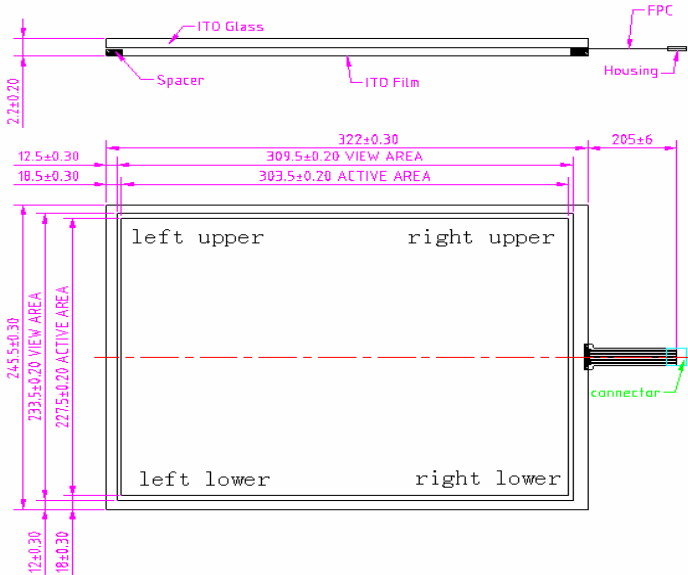 ITO Glass
FPC
Spacer
ITO Film
Housing
2.2±0.20
322±0.30
205±6
12.5±0.30
309.5±0.20 VIEW AREA
18.5±0.30
303.5±0.20 ACTIVE AREA
left upper
right upper
245.5±0.30
233.5±0.20 VIEW AREA
227.5±0.20 ACTIVE AREA
connector
left lower
right lower
12±0.30
18±0.30